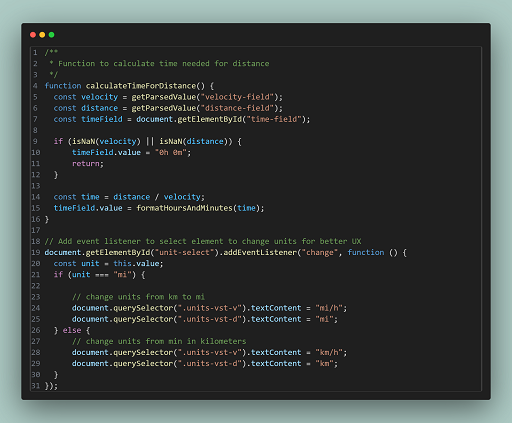 1 /**
2  * Function to calculate time needed for distance
3  */
4 function calculateTimeForDistance() {
5   const velocity = getParsedValue("velocity-field");
6   const distance = getParsedValue("distance-field");
7   const timeField = document.getElementById("time-field");
8
9   if (isNaN(velocity) || isNaN(distance)) {
10     timeField.value = "0h 0m";
11     return;
12   }
13
14   const time = distance / velocity;
15   timeField.value = formatHoursAndMinutes(time);
16 }
17
18 // Add event listener to select element to change units for better UX
19 document.getElementById("unit-select").addEventListener("change", function () {
20   const unit = this.value;
21   if (unit === "mi") {
22
23     // change units from km to mi
24     document.querySelector(".units-vst-v").textContent = "mi/h";
25     document.querySelector(".units-vst-d").textContent = "mi";
26   } else {
27     // change units from min in kilometers
28     document.querySelector(".units-vst-v").textContent = "km/h";
29     document.querySelector(".units-vst-d").textContent = "km";
30   }
31 });